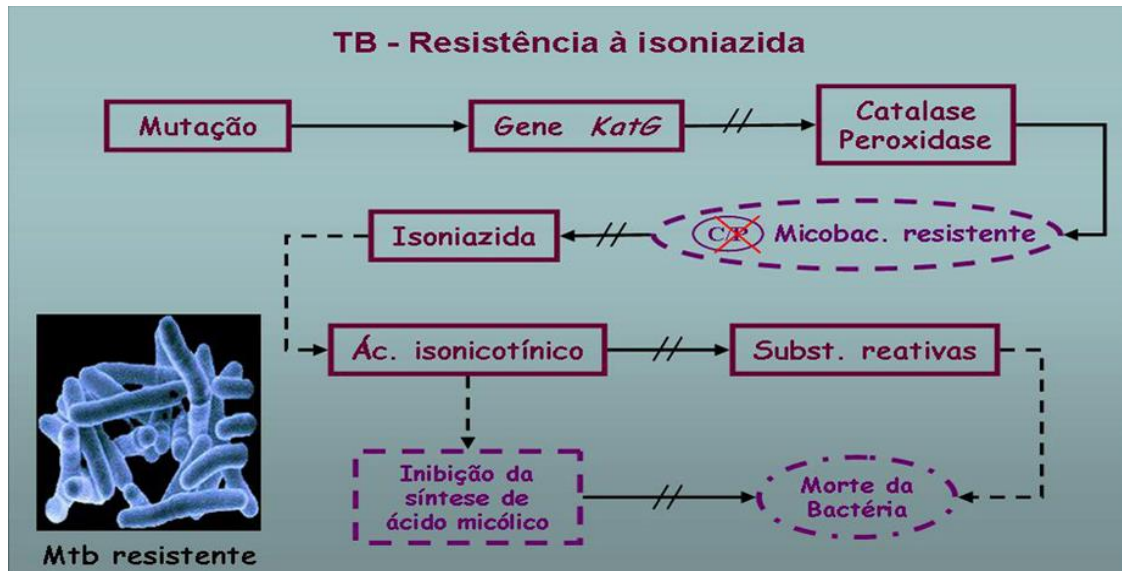 TB - Resistência à isoniazida
Mutação
Gene KatG
Catalase
Peroxidase
Isoniazida
C/P
Micobac. resistente
Ác. isonicotínico
Subst. reativas
Inibição da
síntese de
ácido micólico
Morte da
Bactéria
Mtb resistente